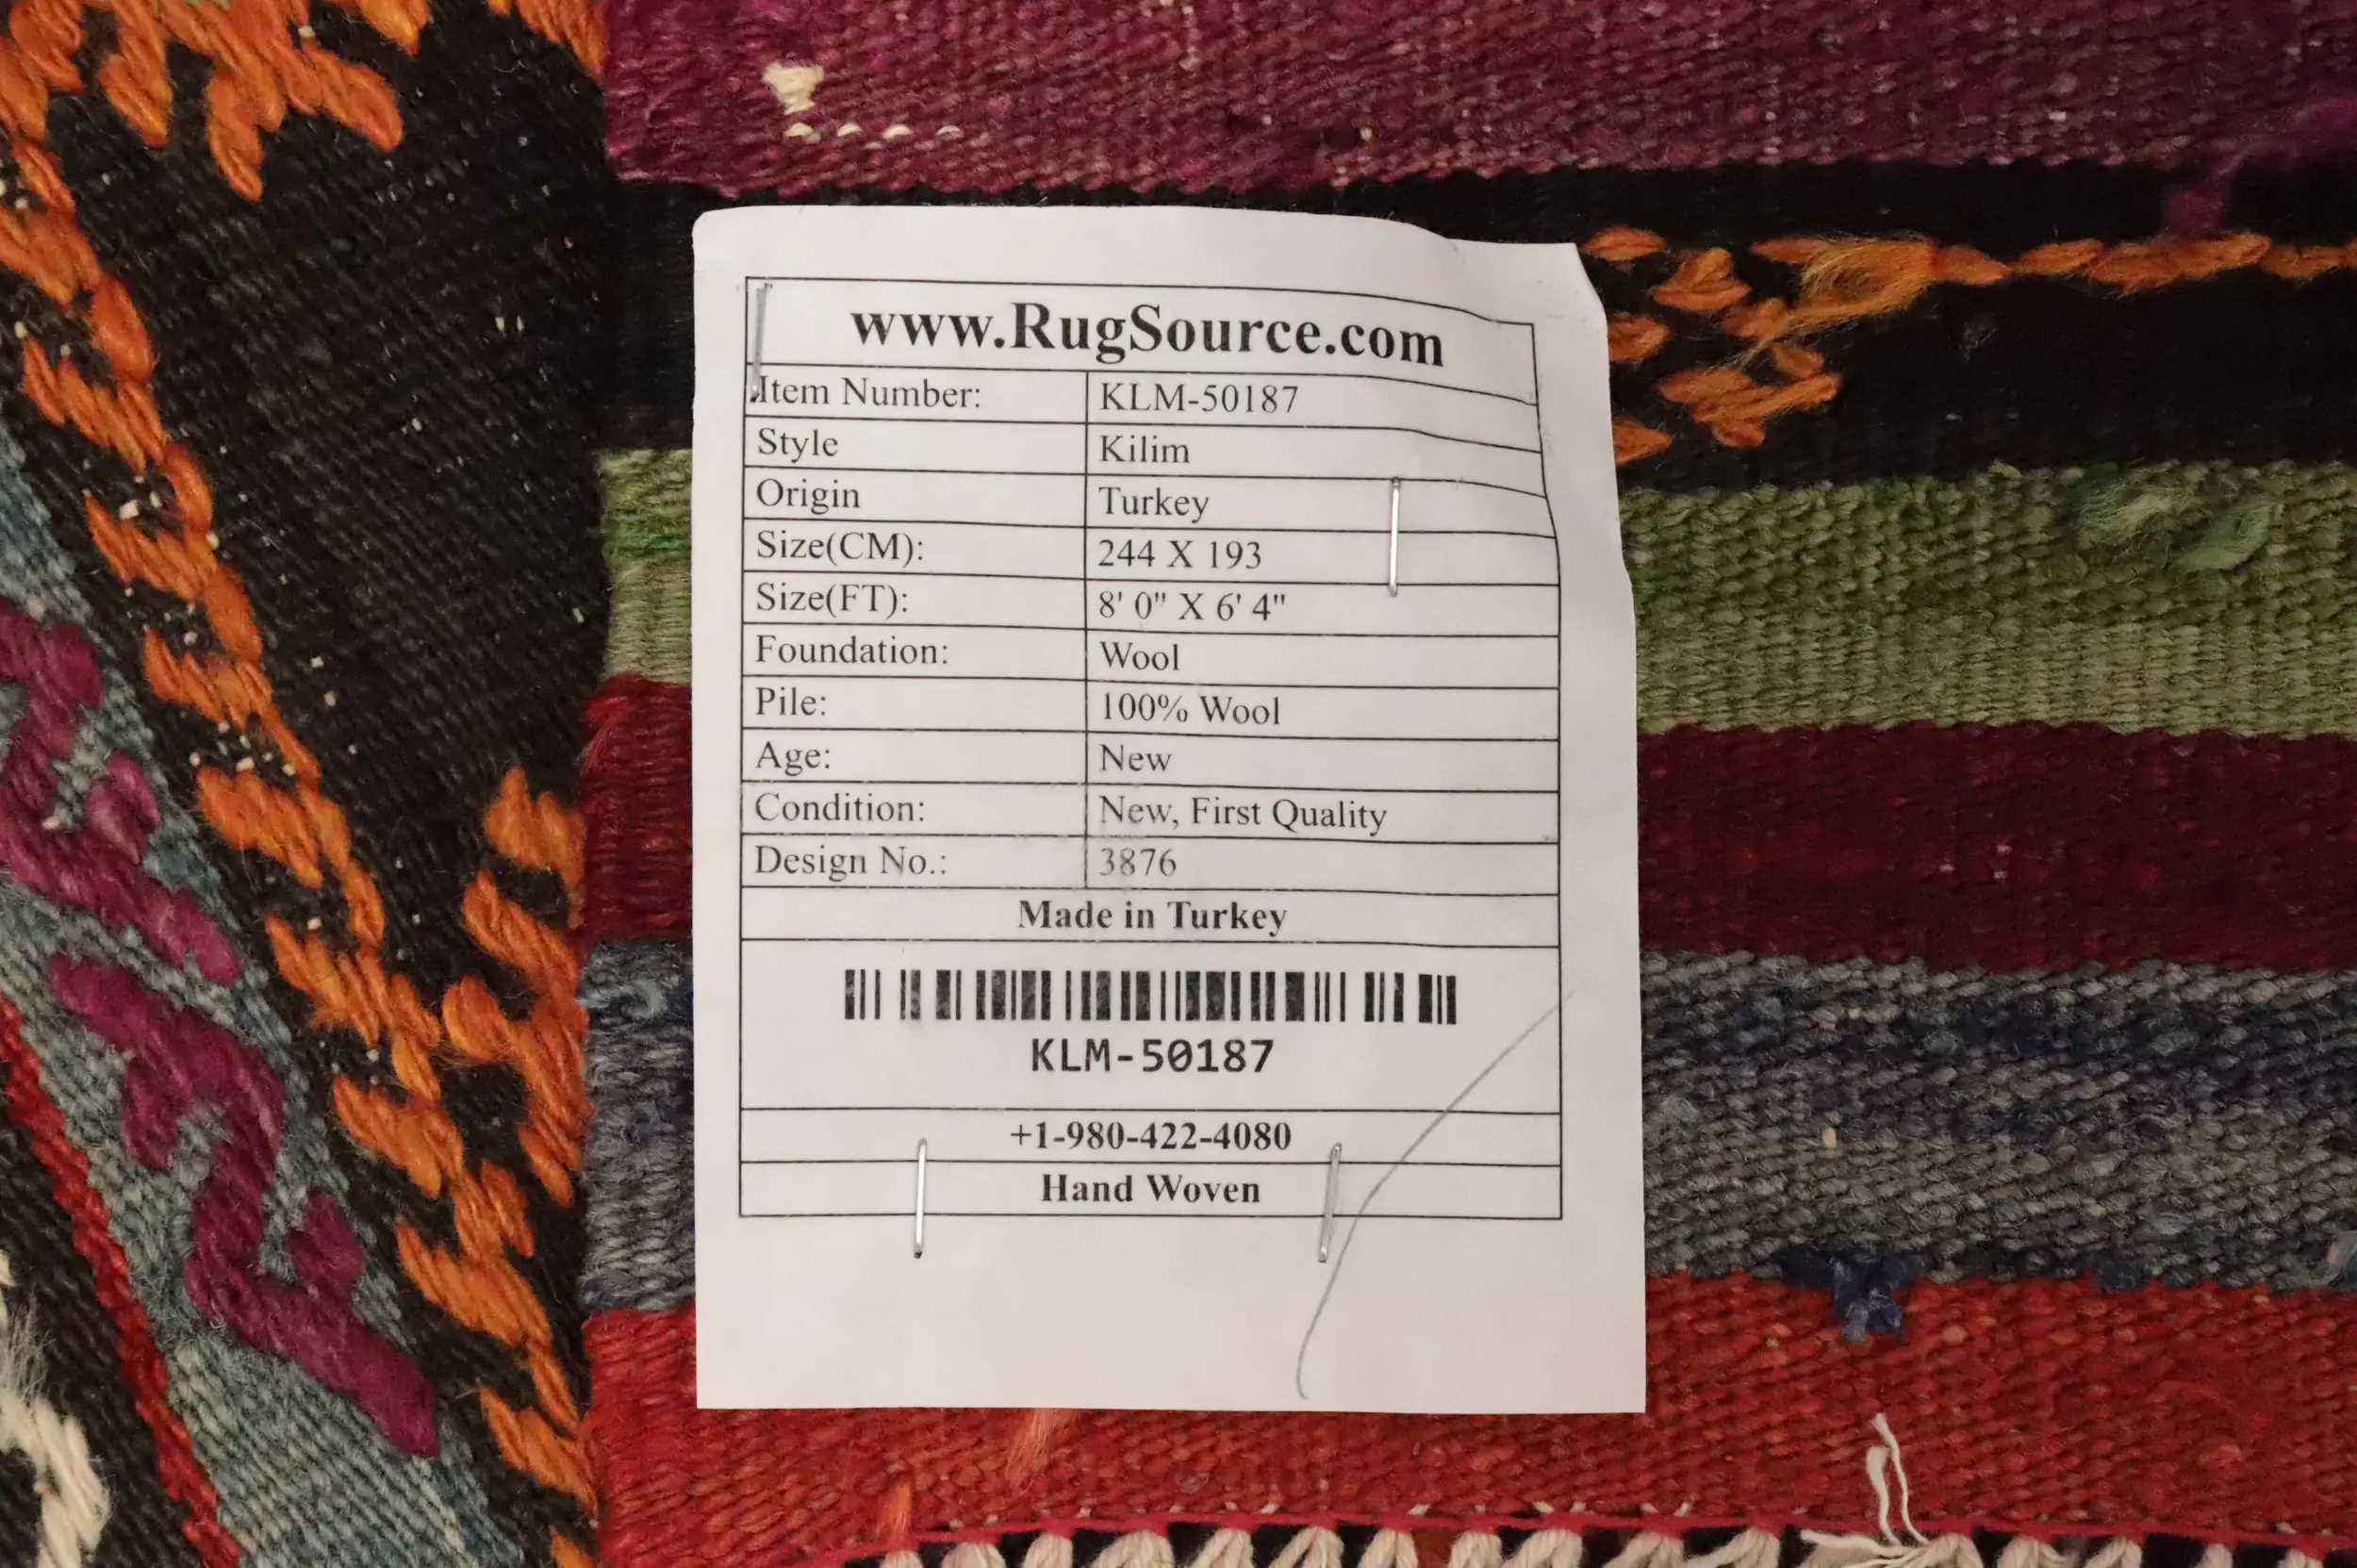 www.RugSource.com
Item Number: KLM-50187
Style Kilim
Origin Turkey
Size(CM): 244 X 193
Size(FT): 8' 0" X 6' 4"
Foundation: Wool
Pile: 100% Wool
Age: New
Condition: New, First Quality
Design No.: 3876
Made in Turkey
KLM-50187
+1-980-422-4080
Hand Woven